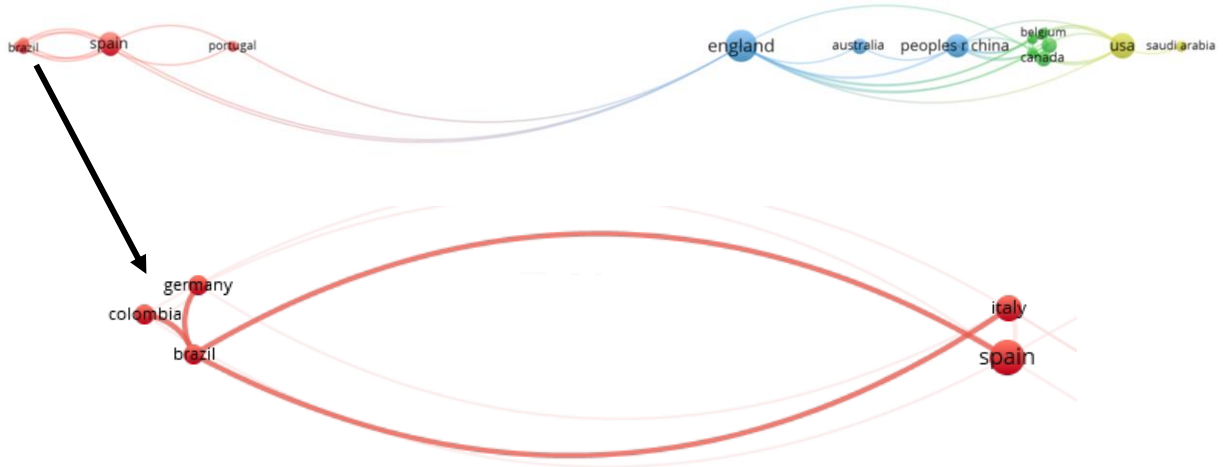 brazil
spain
portugal
england
australia
peoples r china
belgium
canada
usa
saudi arabia
germany
colombia
brazil
italy
spain